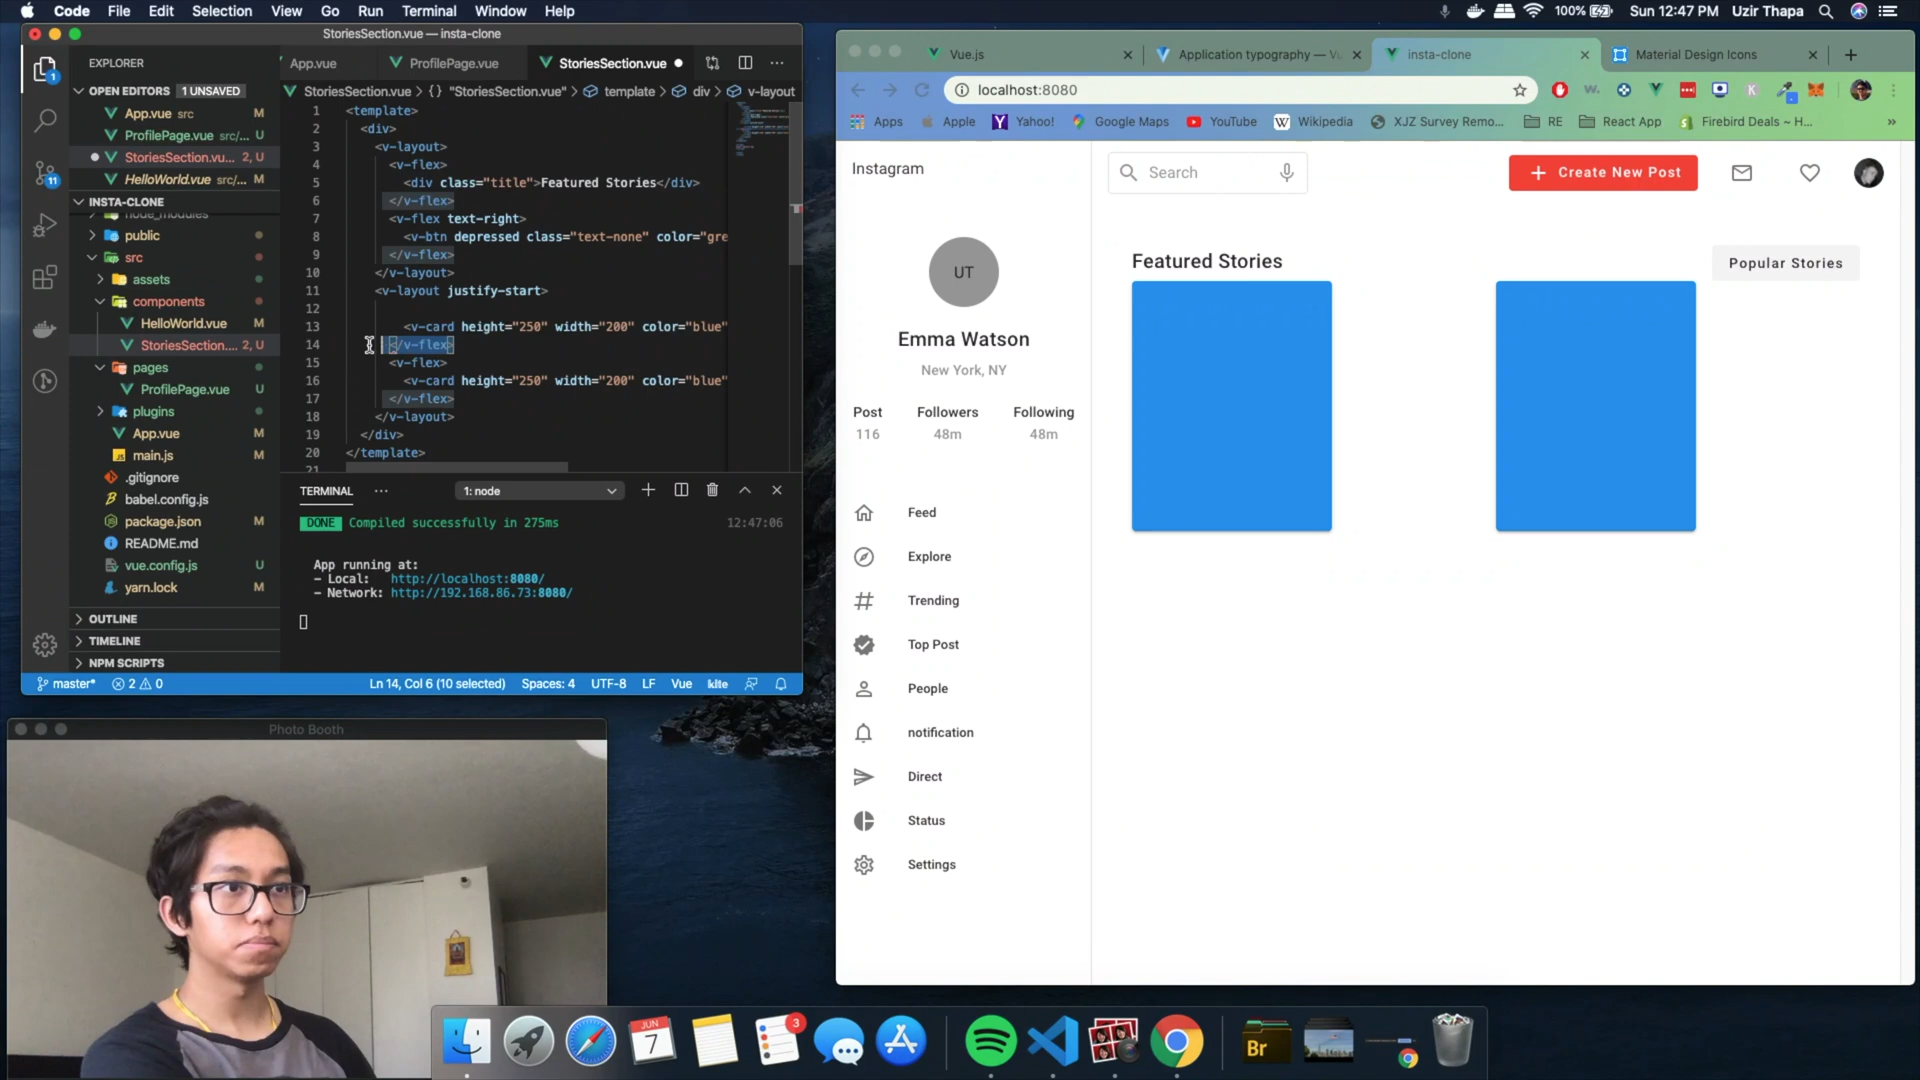 Code File Edit Selection View Go Run Terminal Window Help
100% Sun 12:47 PM Uzir Thapa
StoriesSection.vue — insta-clone
EXPLORER
App.vue ProfilePage.vue StoriesSection.vue
OPEN EDITORS 1 UNSAVED
StoriesSection.vue > {} "StoriesSection.vue" > template > div > v-layout
App.vue src M
ProfilePage.vue src/... U
StoriesSection.vu... 2, U
HelloWorld.vue src/... M
INSTA-CLONE
node_modules
public
src
assets
components
HelloWorld.vue M
StoriesSection.... 2, U
pages
ProfilePage.vue U
plugins
App.vue M
main.js M
.gitignore
babel.config.js
package.json M
README.md
vue.config.js U
yarn.lock M
OUTLINE
TIMELINE
NPM SCRIPTS
1 <template>
2 <div>
3 <v-layout>
4 <v-flex>
5 <div class="title">Featured Stories</div>
6 </v-flex>
7 <v-flex text-right>
8 <v-btn depressed class="text-none" color="gre
9 </v-flex>
10 </v-layout>
11 <v-layout justify-start>
12
13 <v-card height="250" width="200" color="blue"
14 </v-flex>
15 <v-flex>
16 <v-card height="250" width="200" color="blue"
17 </v-flex>
18 </v-layout>
19 </div>
20 </template>
21
TERMINAL ... 1: node
DONE Compiled successfully in 275ms 12:47:06
App running at:
- Local: http://localhost:8080/
- Network: http://192.168.86.73:8080/
master* 2 0 Ln 14, Col 6 (10 selected) Spaces: 4 UTF-8 LF Vue kite
1
11
Vue.js Application typography — Vu insta-clone Material Design Icons
localhost:8080
Apps Apple Yahoo! Google Maps YouTube Wikipedia XJZ Survey Remo... RE React App Firebird Deals ~ H... »
Instagram
Search
Create New Post
UT
Emma Watson
New York, NY
Post Followers Following
116 48m 48m
Feed
Explore
Trending
Top Post
People
notification
Direct
Status
Settings
Featured Stories
Popular Stories
Photo Booth
JUN
7
3
Br